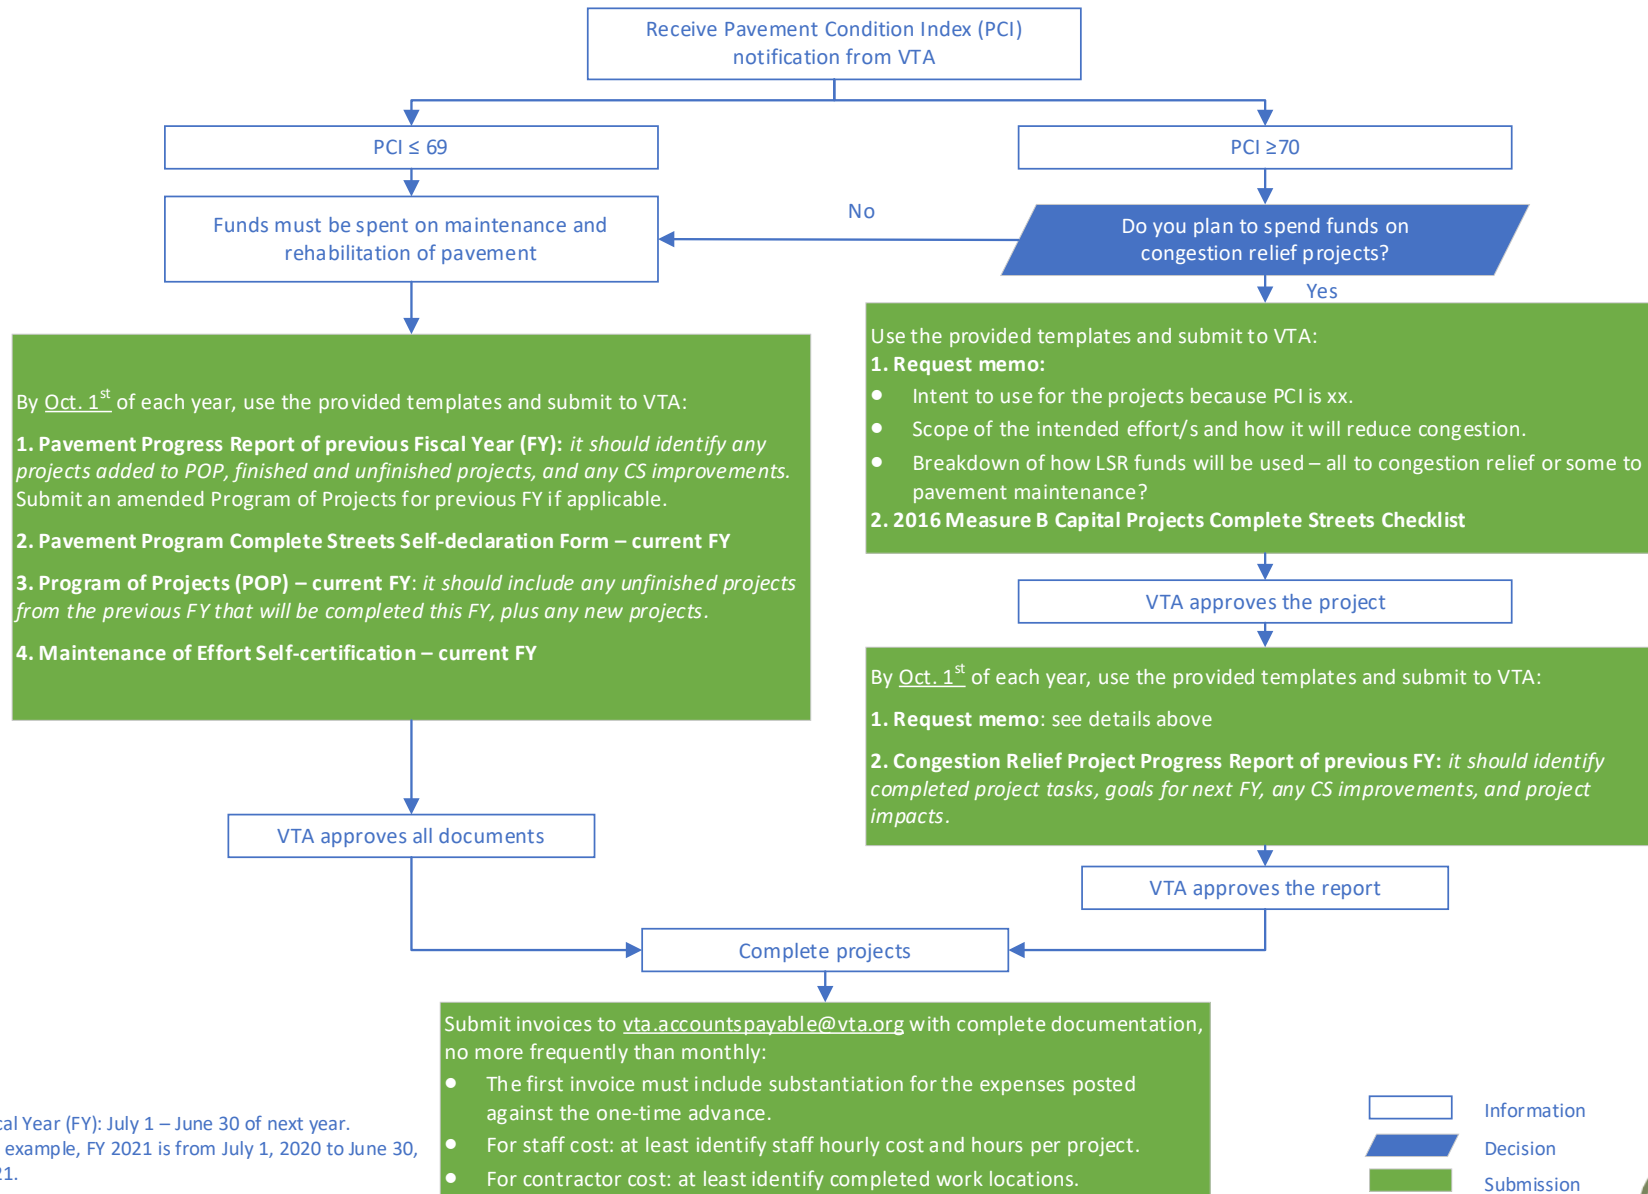 Receive Pavement Condition Index (PCI)
notification from VTA
PCI ≤ 69
PCI ≥70
Funds must be spent on maintenance and
rehabilitation of pavement
No
Do you plan to spend funds on
congestion relief projects?
Yes
By Oct. 1st of each year, use the provided templates and submit to VTA:
1. Pavement Progress Report of previous Fiscal Year (FY): it should identify any
projects added to POP, finished and unfinished projects, and any CS improvements.
Submit an amended Program of Projects for previous FY if applicable.
2. Pavement Program Complete Streets Self-declaration Form – current FY
3. Program of Projects (POP) – current FY: it should include any unfinished projects
from the previous FY that will be completed this FY, plus any new projects.
4. Maintenance of Effort Self-certification – current FY
Use the provided templates and submit to VTA:
1. Request memo:
● Intent to use for the projects because PCI is xx.
● Scope of the intended effort/s and how it will reduce congestion.
● Breakdown of how LSR funds will be used – all to congestion relief or some to
pavement maintenance?
2. 2016 Measure B Capital Projects Complete Streets Checklist
VTA approves the project
By Oct. 1st of each year, use the provided templates and submit to VTA:
1. Request memo: see details above
2. Congestion Relief Project Progress Report of previous FY: it should identify
completed project tasks, goals for next FY, any CS improvements, and project
impacts.
VTA approves all documents
VTA approves the report
Complete projects
Submit invoices to vta.accountspayable@vta.org with complete documentation,
no more frequently than monthly:
● The first invoice must include substantiation for the expenses posted
against the one-time advance.
● For staff cost: at least identify staff hourly cost and hours per project.
● For contractor cost: at least identify completed work locations.
Year (FY): July 1 – June 30 of next year.
example, FY 2021 is from July 1, 2020 to June 30,
Information
Decision
Submission